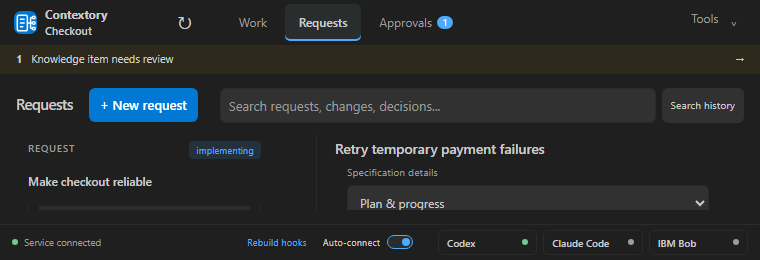 Contextory
Checkout
Work
Requests
Approvals 1
Tools
1 Knowledge item needs review →
Requests
+ New request
Search requests, changes, decisions...
Search history
REQUEST
implementing
Make checkout reliable
Retry temporary payment failures
Specification details
Plan & progress
Service connected
Rebuild hooks
Auto-connect
Codex
Claude Code
IBM Bob